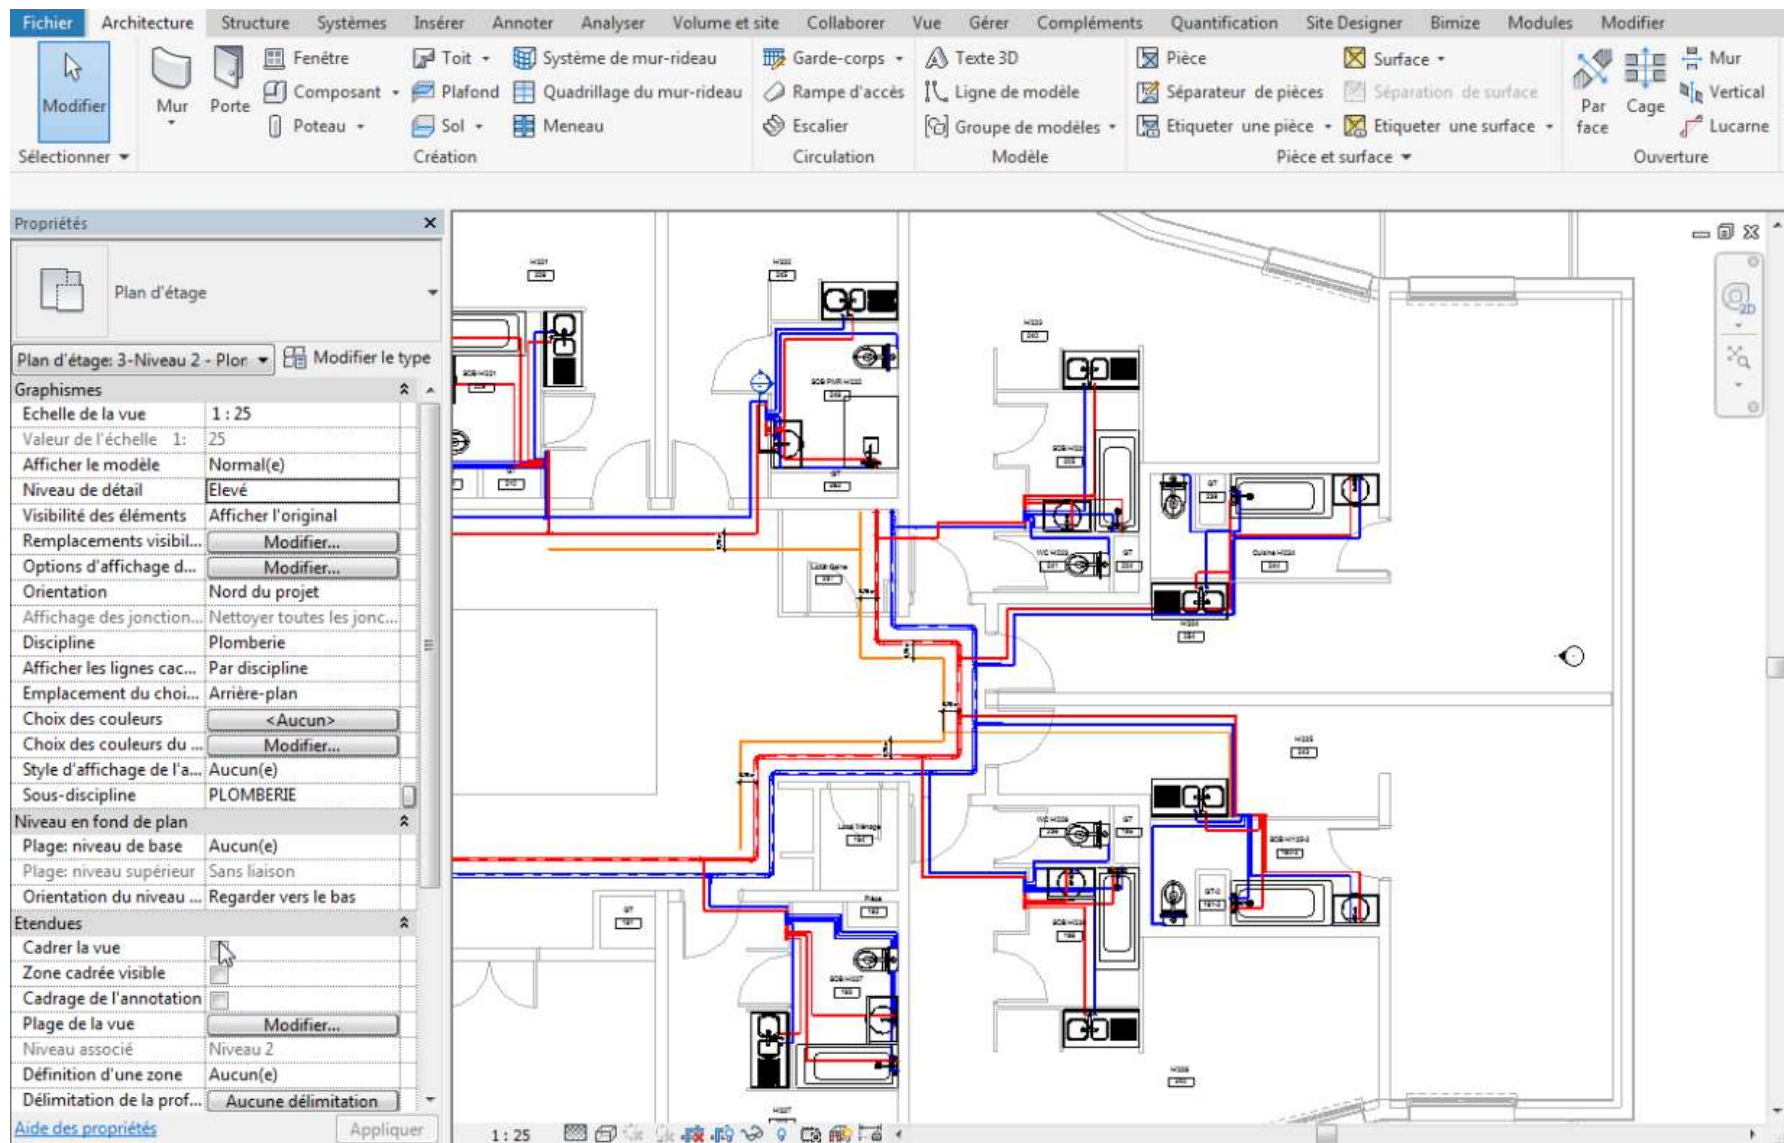 Fichier Architecture Structure Systèmes Insérer Annoter Analyser Volume et site Collaborer Vue Gérer Compléments Quantification Site Designer Bimize Modules Modifier
Modifier
Mur
Porte
Fenêtre
Composant
Poteau
Toit
Plafond
Sol
Système de mur-rideau
Quadrillage du mur-rideau
Meneau
Garde-corps
Rampe d'accès
Escalier
Texte 3D
Ligne de modèle
Groupe de modèles
Pièce
Séparateur de pièces
Etiqueter une pièce
Surface
Séparation de surface
Etiqueter une surface
Par face
Cage
Mur
Vertical
Lucarne
Sélectionner Création Circulation Modèle Pièce et surface Ouverture
Propriétés
Plan d'étage
Plan d'étage: 3-Niveau 2 - Plor Modifier le type
Graphismes
Echelle de la vue 1 : 25
Valeur de l'échelle 1: 25
Afficher le modèle Normal(e)
Niveau de détail Elevé
Visibilité des éléments Afficher l'original
Remplacements visibil... Modifier...
Options d'affichage d... Modifier...
Orientation Nord du projet
Affichage des jonction... Nettoyer toutes les jonc...
Discipline Plomberie
Afficher les lignes cac... Par discipline
Emplacement du choi... Arrière-plan
Choix des couleurs <Aucun>
Choix des couleurs du ... Modifier...
Style d'affichage de l'a... Aucun(e)
Sous-discipline PLOMBERIE
Niveau en fond de plan
Plage: niveau de base Aucun(e)
Plage: niveau supérieur Sans liaison
Orientation du niveau ... Regarder vers le bas
Etendues
Cadrer la vue
Zone cadrée visible
Cadrage de l'annotation
Plage de la vue Modifier...
Niveau associé Niveau 2
Définition d'une zone Aucun(e)
Délimitation de la prof... Aucune délimitation
Aide des propriétés Appliquer
2D
Local Gaine
Cuisine H224
Local Ménage
1 : 25